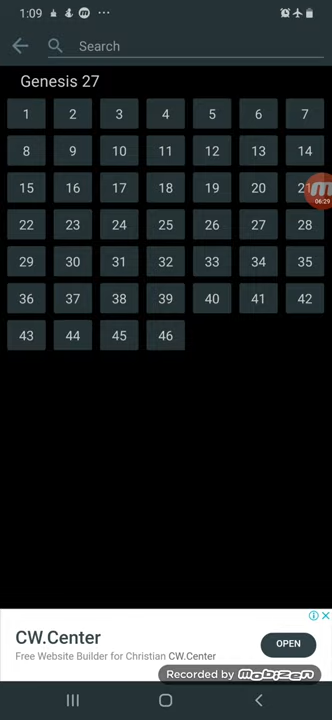 1:09
Search
Genesis 27
1 2 3 4 5 6 7
8 9 10 11 12 13 14
15 16 17 18 19 20 21
06:29
22 23 24 25 26 27 28
29 30 31 32 33 34 35
36 37 38 39 40 41 42
43 44 45 46
CW.Center
Free Website Builder for Christian CW.Center
OPEN
Recorded by MOBIZEN